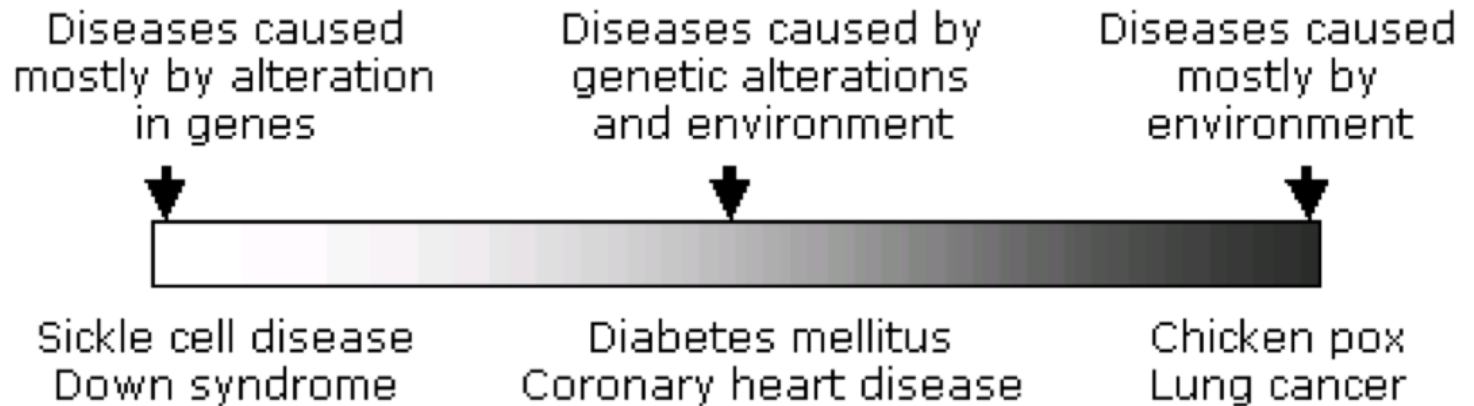 Diseases caused
mostly by alteration
in genes
Diseases caused by
genetic alterations
and environment
Diseases caused
mostly by
environment
Sickle cell disease
Down syndrome
Diabetes mellitus
Coronary heart disease
Chicken pox
Lung cancer